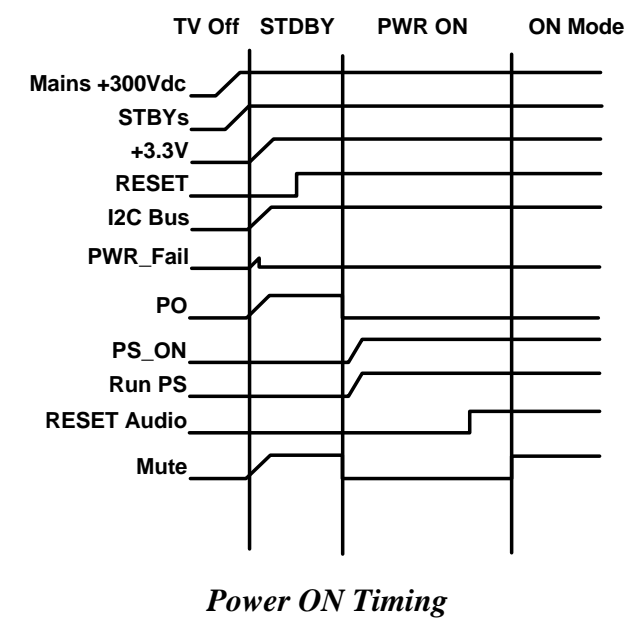 TV Off STDBY PWR ON ON Mode
Mains +300Vdc
STBYs
+3.3V
RESET
I2C Bus
PWR_Fail
PO
PS_ON
Run PS
RESET Audio
Mute
Power ON Timing